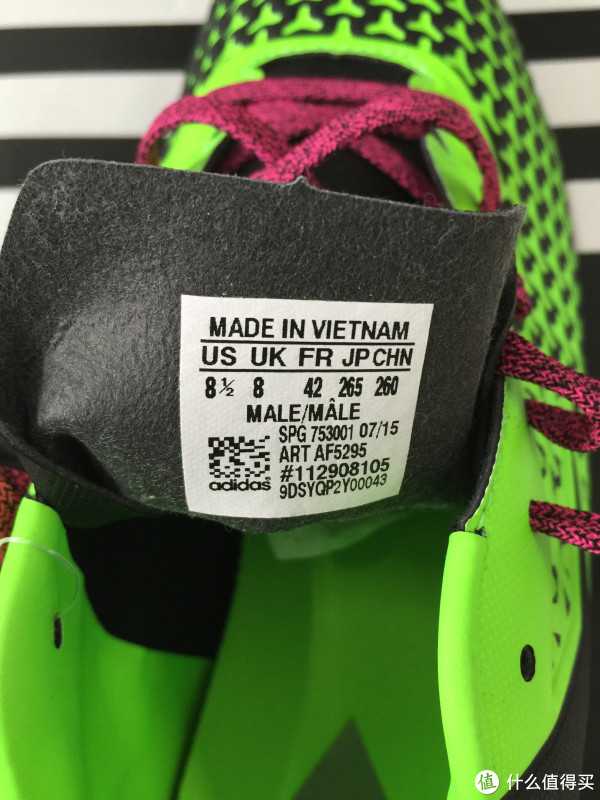 MADE IN VIETNAM
US UK FR JP CHN
8½ 8 42 265 260
MALE/MÂLE
SPG 753001 07/15
ART AF5295
#112908105
adidas 9DSYQP2Y00043
值 什么值得买